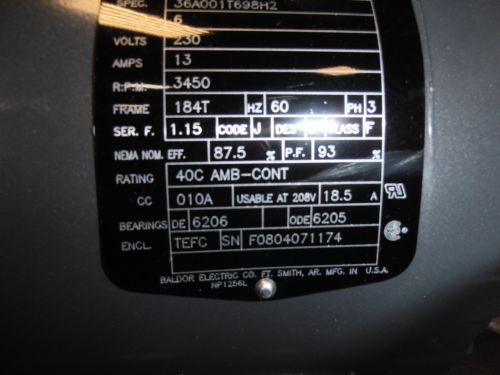 SPEC. 36A001T698H2
6
VOLTS 230
AMPS 13
R.P.M. 3450
FRAME 184T HZ 60 PH 3
SER. F. 1.15 CODE J DES CLASS F
NEMA NOM. EFF. 87.5 % P.F. 93 %
RATING 40C AMB-CONT
CC 010A USABLE AT 208V 18.5 A
BEARINGS DE 6206 ODE 6205
ENCL. TEFC SN F0804071174
BALDOR ELECTRIC CO. FT. SMITH, AR. MFG. IN U.S.A.
NP1256L